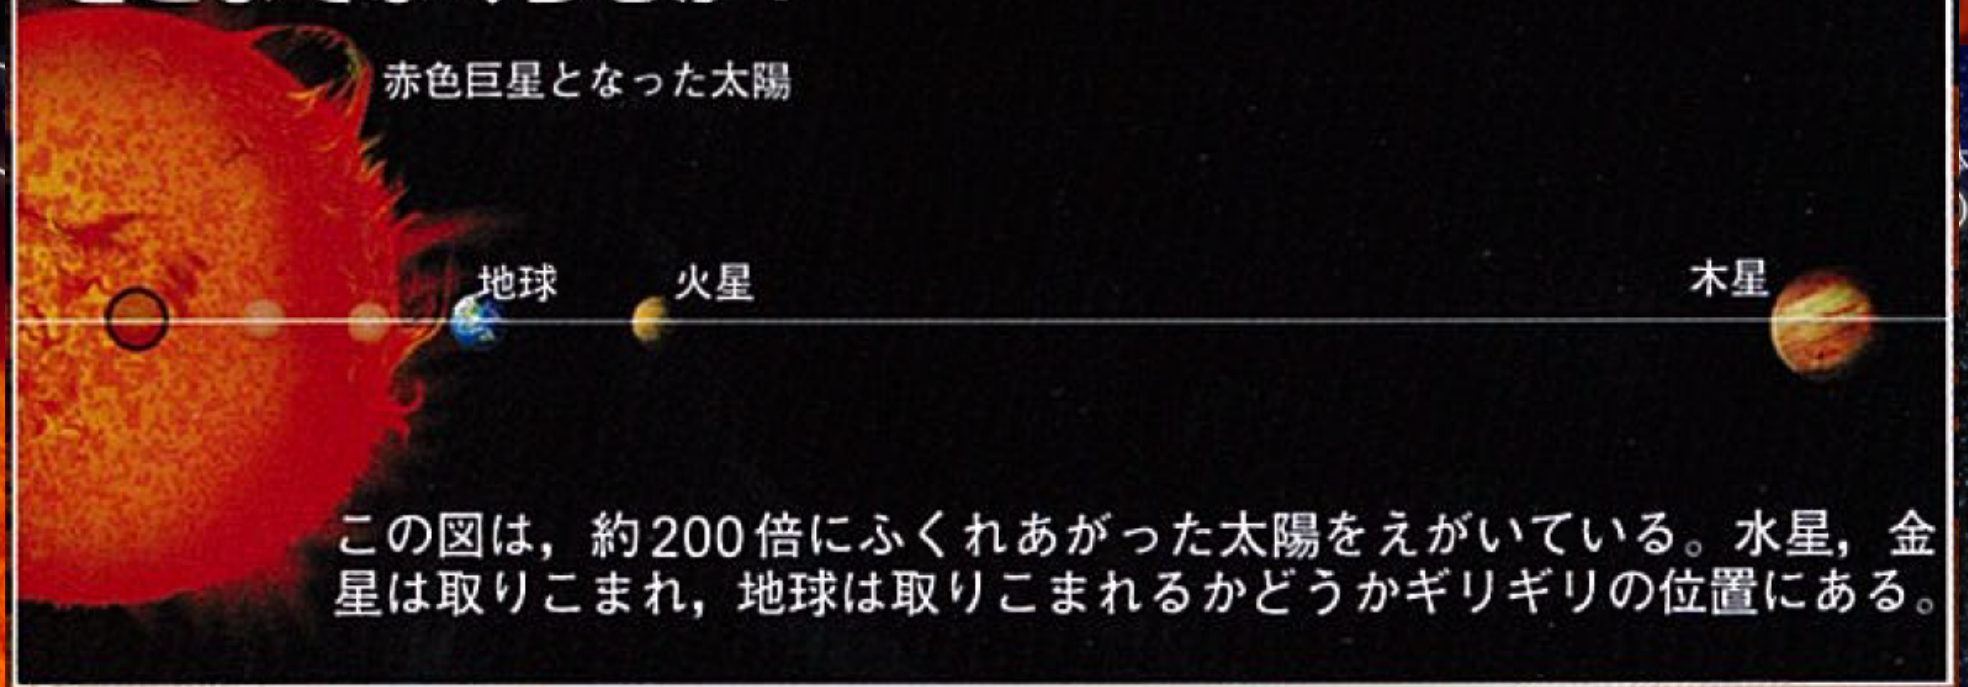 赤色巨星となった太陽
地球
火星
木星
この図は，約200倍にふくれあがった太陽をえがいている。水星，金
星は取りこまれ，地球は取りこまれるかどうかギリギリの位置にある。